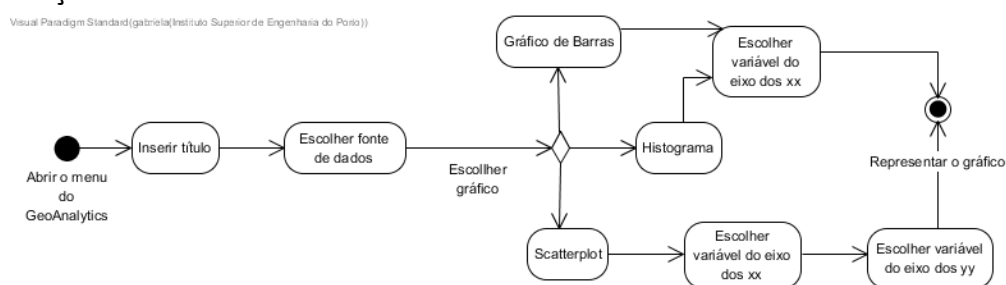 Visual Paradigm Standard(gabriela(Instituto Superior de Engenharia do Porto))
Gráfico de Barras
Escolher
variável do
eixo dos xx
Inserir título
Escolher fonte
de dados
Histograma
Abrir o menu
do
GeoAnalytics
Escollher
gráfico
Representar o gráfico
Scatterplot
Escolher
variável do eixo
dos xx
Escolher variável
do eixo dos yy